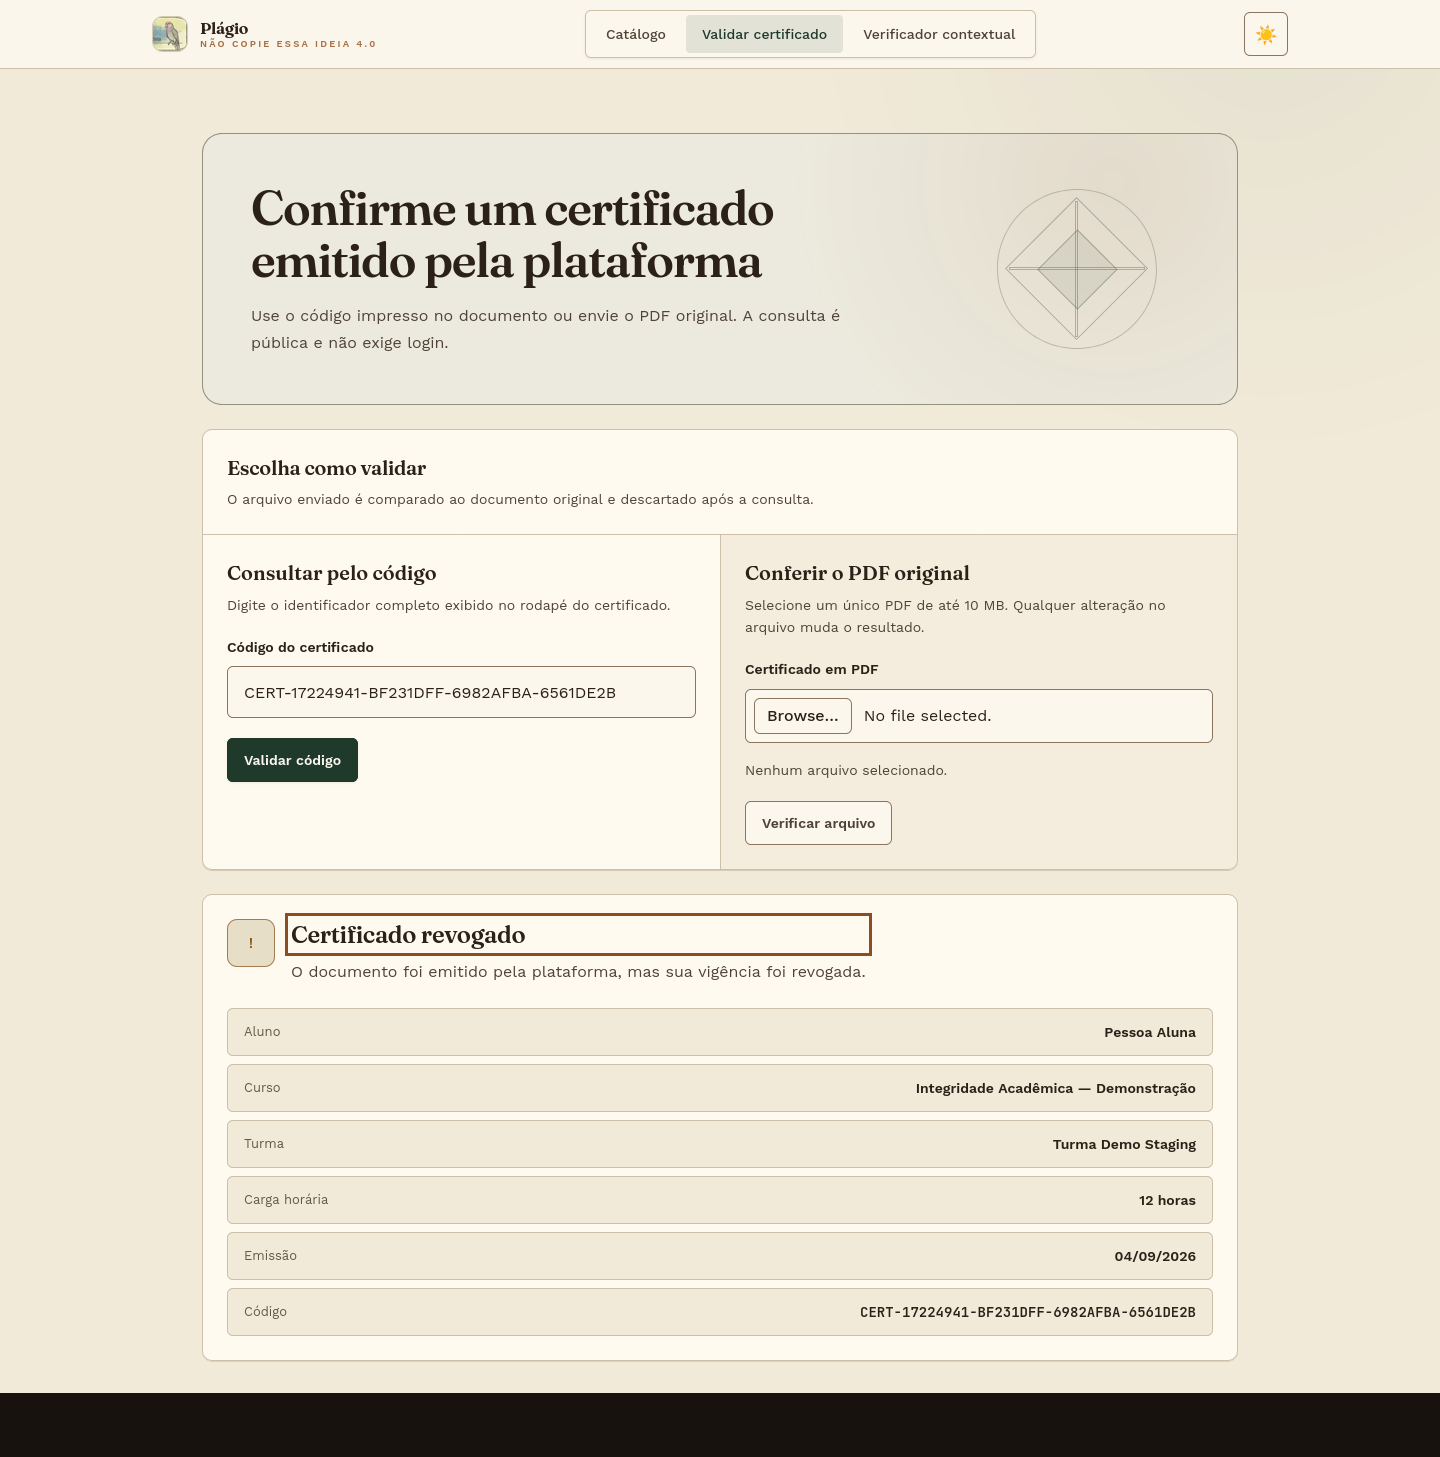 Plágio
NÃO COPIE ESSA IDEIA 4.0
Catálogo
Validar certificado
Verificador contextual
Confirme um certificado
emitido pela plataforma
Use o código impresso no documento ou envie o PDF original. A consulta é
pública e não exige login.
Escolha como validar
O arquivo enviado é comparado ao documento original e descartado após a consulta.
Consultar pelo código
Digite o identificador completo exibido no rodapé do certificado.
Código do certificado
CERT-17224941-BF231DFF-6982AFBA-6561DE2B
Validar código
Conferir o PDF original
Selecione um único PDF de até 10 MB. Qualquer alteração no
arquivo muda o resultado.
Certificado em PDF
Browse... No file selected.
Nenhum arquivo selecionado.
Verificar arquivo
!
Certificado revogado
O documento foi emitido pela plataforma, mas sua vigência foi revogada.
Aluno Pessoa Aluna
Curso Integridade Acadêmica — Demonstração
Turma Turma Demo Staging
Carga horária 12 horas
Emissão 04/09/2026
Código CERT-17224941-BF231DFF-6982AFBA-6561DE2B